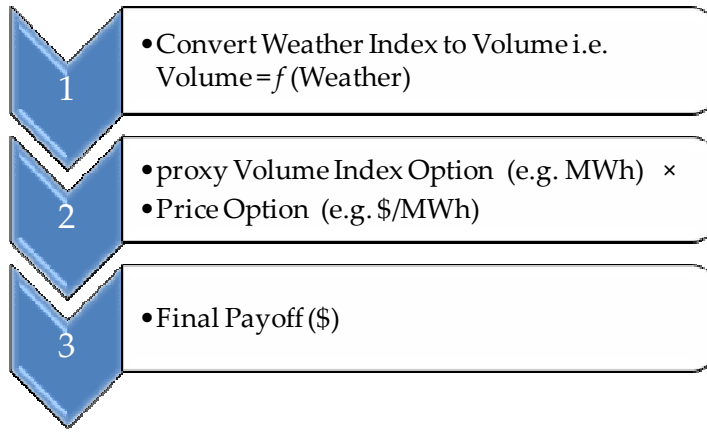 1
•Convert Weather Index to Volume i.e.
Volume = f (Weather)
2
•proxy Volume Index Option (e.g. MWh) ×
•Price Option (e.g. $/MWh)
3
•Final Payoff ($)